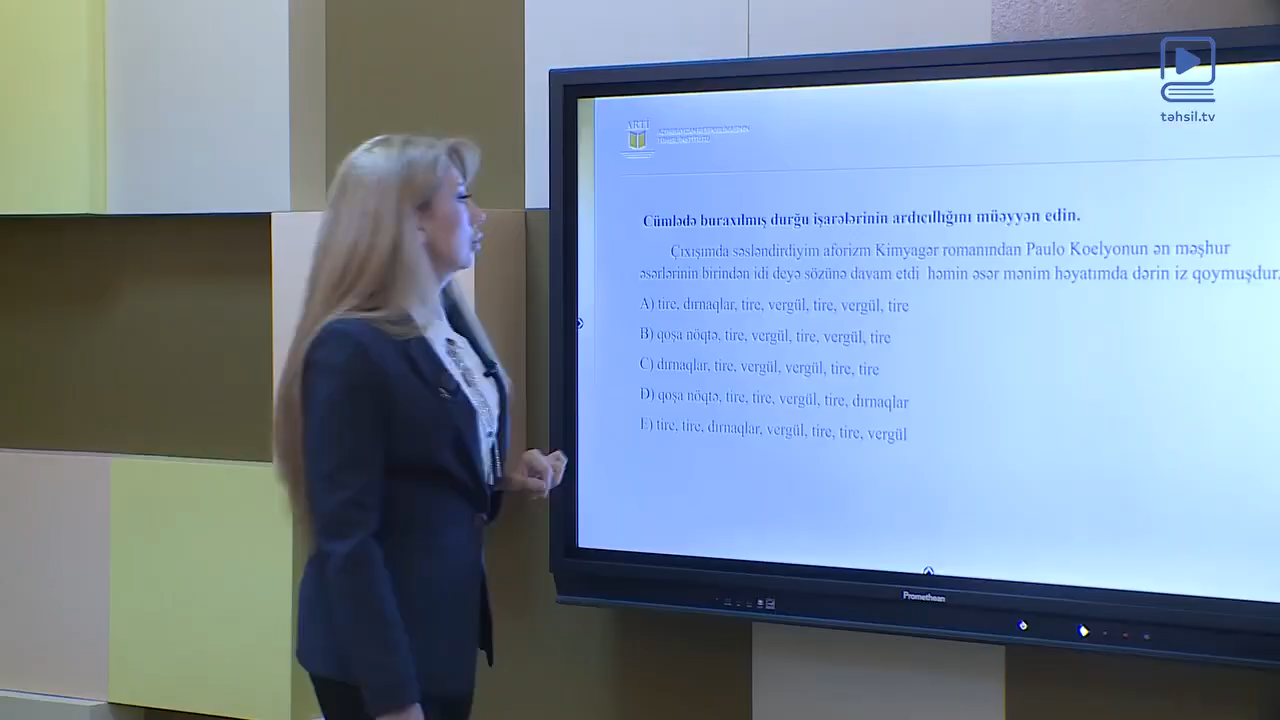 təhsil.tv
ARTI
Cümlədə buraxılmış durğu işarələrinin ardıcıllığını müəyyən edin.
Çıxışımda səsləndirdiyim aforizm Kimyagər romanından Paulo Koelyonun ən məşhur
əsərlərinin birindən idi deyə sözünə davam etdi həmin əsər mənim həyatımda dərin iz qoymuşdur.
A) tire, dırnaqlar, tire, vergül, tire, vergül, tire
B) qoşa nöqtə, tire, vergül, tire, vergül, tire
C) dırnaqlar, tire, vergül, vergül, tire, tire
D) qoşa nöqtə, tire, tire, vergül, tire, dırnaqlar
E) tire, tire, dırnaqlar, vergül, tire, tire, vergül
Promethean